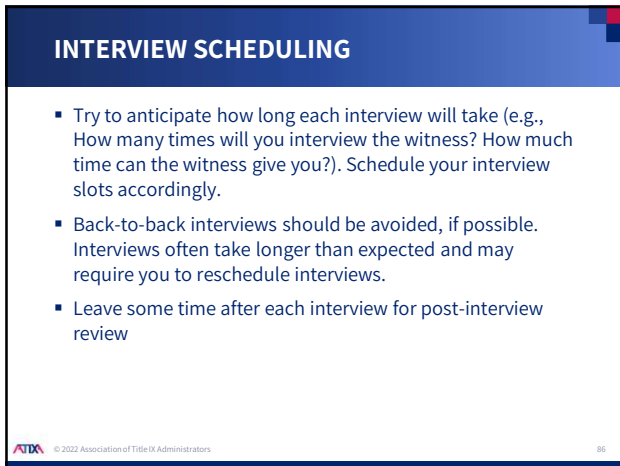 INTERVIEW SCHEDULING
▪ Try to anticipate how long each interview will take (e.g.,
How many times will you interview the witness? How much
time can the witness give you?). Schedule your interview
slots accordingly.
▪ Back-to-back interviews should be avoided, if possible.
Interviews often take longer than expected and may
require you to reschedule interviews.
▪ Leave some time after each interview for post-interview
review
ATIXA © 2022 Association of Title IX Administrators 86